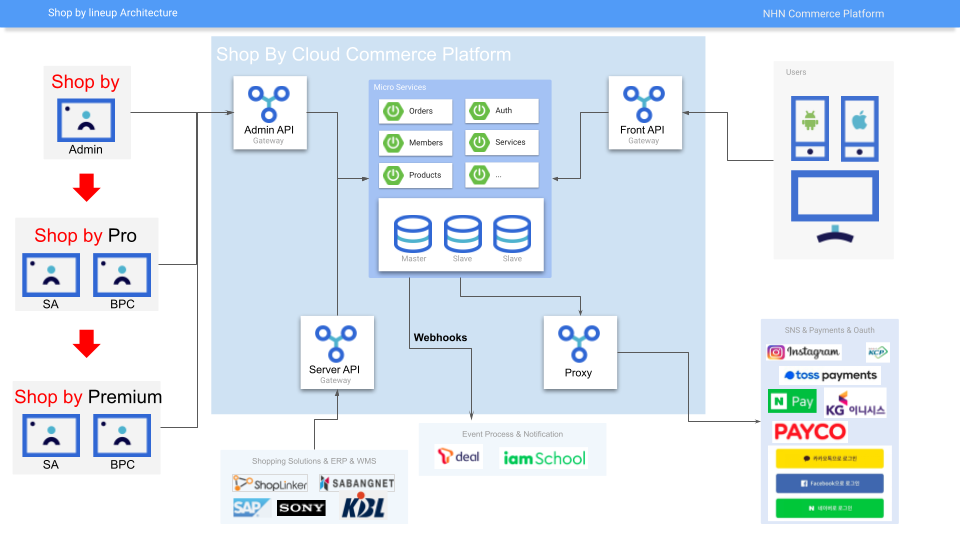 Shop by lineup Architecture
NHN Commerce Platform
Shop By Cloud Commerce Platform
Shop by
Admin
Shop by Pro
SA
BPC
Shop by Premium
SA
BPC
Admin API
Gateway
Micro Services
Orders
Auth
Members
Services
Products
...
Master
Slave
Slave
Front API
Gateway
Users
Server API
Gateway
Webhooks
Proxy
Event Process & Notification
deal
iamSchool
Shopping Solutions & ERP & WMS
SHOPLINKER
SABANGNET
SAP
SONY
KBL
SNS & Payments & Oauth
Instagram
KCP
toss payments
N Pay
KG 이니시스
PAYCO
카카오톡으로 로그인
Facebook으로 로그인
네이버로 로그인